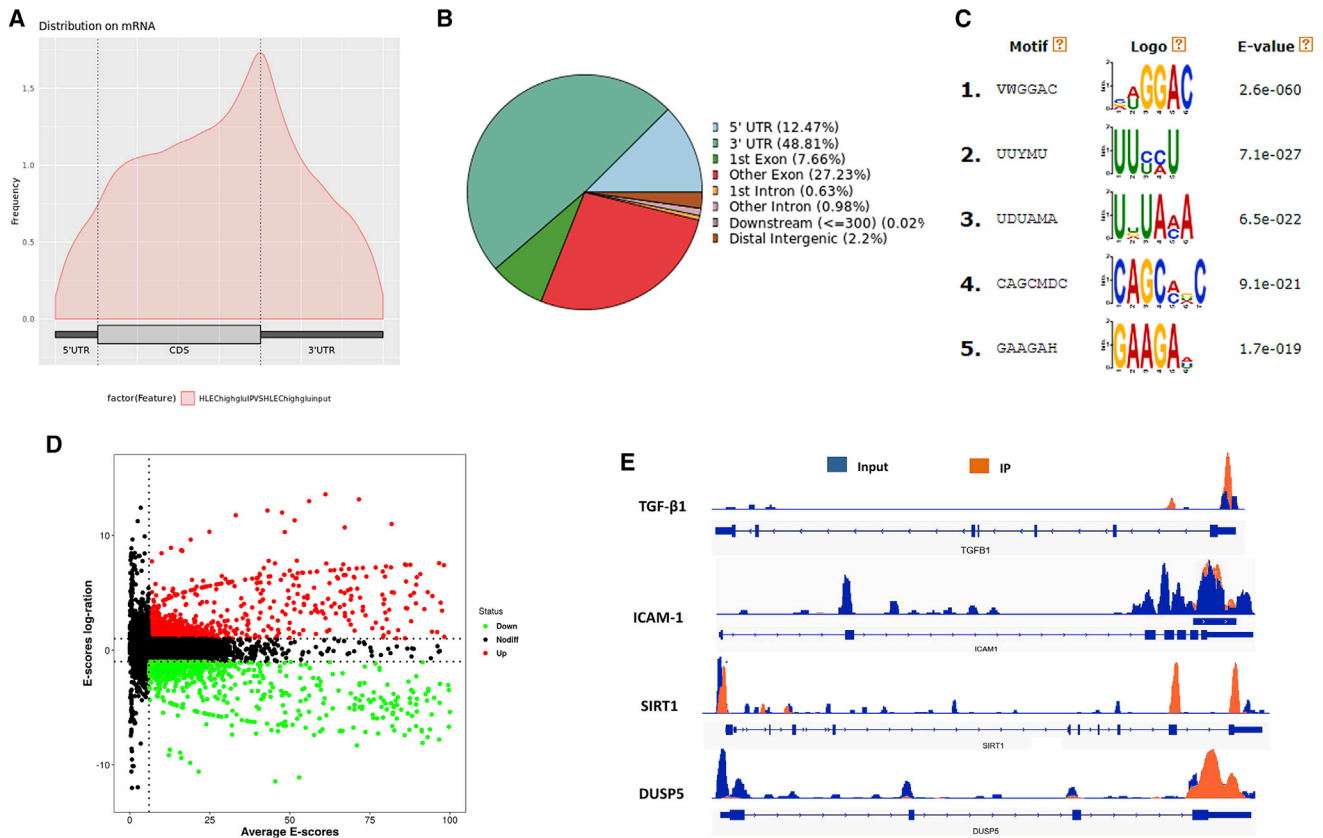 A
Distribution on mRNA
Frequency
1.5
1.0
0.5
0.0
5'UTR
CDS
3'UTR
factor(Feature)
HLEChighgluIPVSHLEChighgluinput
B
5' UTR (12.47%)
3' UTR (48.81%)
1st Exon (7.66%)
Other Exon (27.23%)
1st Intron (0.63%)
Other Intron (0.98%)
Downstream (<=300) (0.02%
Distal Intergenic (2.2%)
C
Motif ?
Logo ?
E-value ?
1. VWGGAC
2.6e-060
2. UUYMU
7.1e-027
3. UDUAMA
6.5e-022
4. CAGCMDC
9.1e-021
5. GAAGAH
1.7e-019
D
E-scores log-ration
10
0
-10
0
25
50
75
100
Average E-scores
Status
Down
Nodiff
Up
E
Input
IP
TGF-β1
TGFB1
ICAM-1
ICAM1
SIRT1
SIRT1
DUSP5
DUSP5